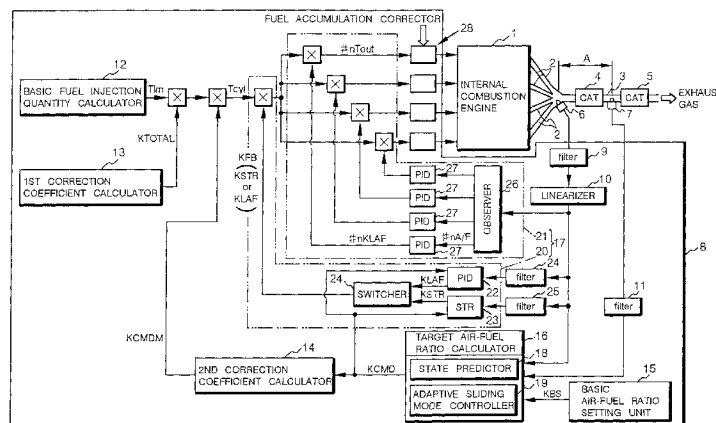 FUEL ACCUMULATION CORRECTOR
28
1
12
BASIC FUEL INJECTION
QUANTITY CALCULATOR
Tim
Tcyl
#nTout
INTERNAL
COMBUSTION
ENGINE
2
2
A
4
3
5
CAT
CAT
6
7
EXHAUS
GAS
KTOTAL
13
1ST CORRECTION
COEFFICIENT CALCULATOR
KFB
(KSTR
or
KLAF)
filter
9
10
LINEARIZER
PID
27
PID
27
PID
27
PID
27
OBSERVER
26
#nKLAF
#nA/F
21
17
20
24
8
24
SWITCHER
KLAF
KSTR
PID
22
STR
23
filter
filter
25
11
filter
KCMDM
14
2ND CORRECTION
COEFFICIENT CALCULATOR
KCMD
16
TARGET AIR-FUEL
RATIO CALCULATOR
18
STATE PREDICTOR
19
ADAPTIVE SLIDING
MODE CONTROLLER
KBS
15
BASIC
AIR-FUEL RATIO
SETTING UNIT